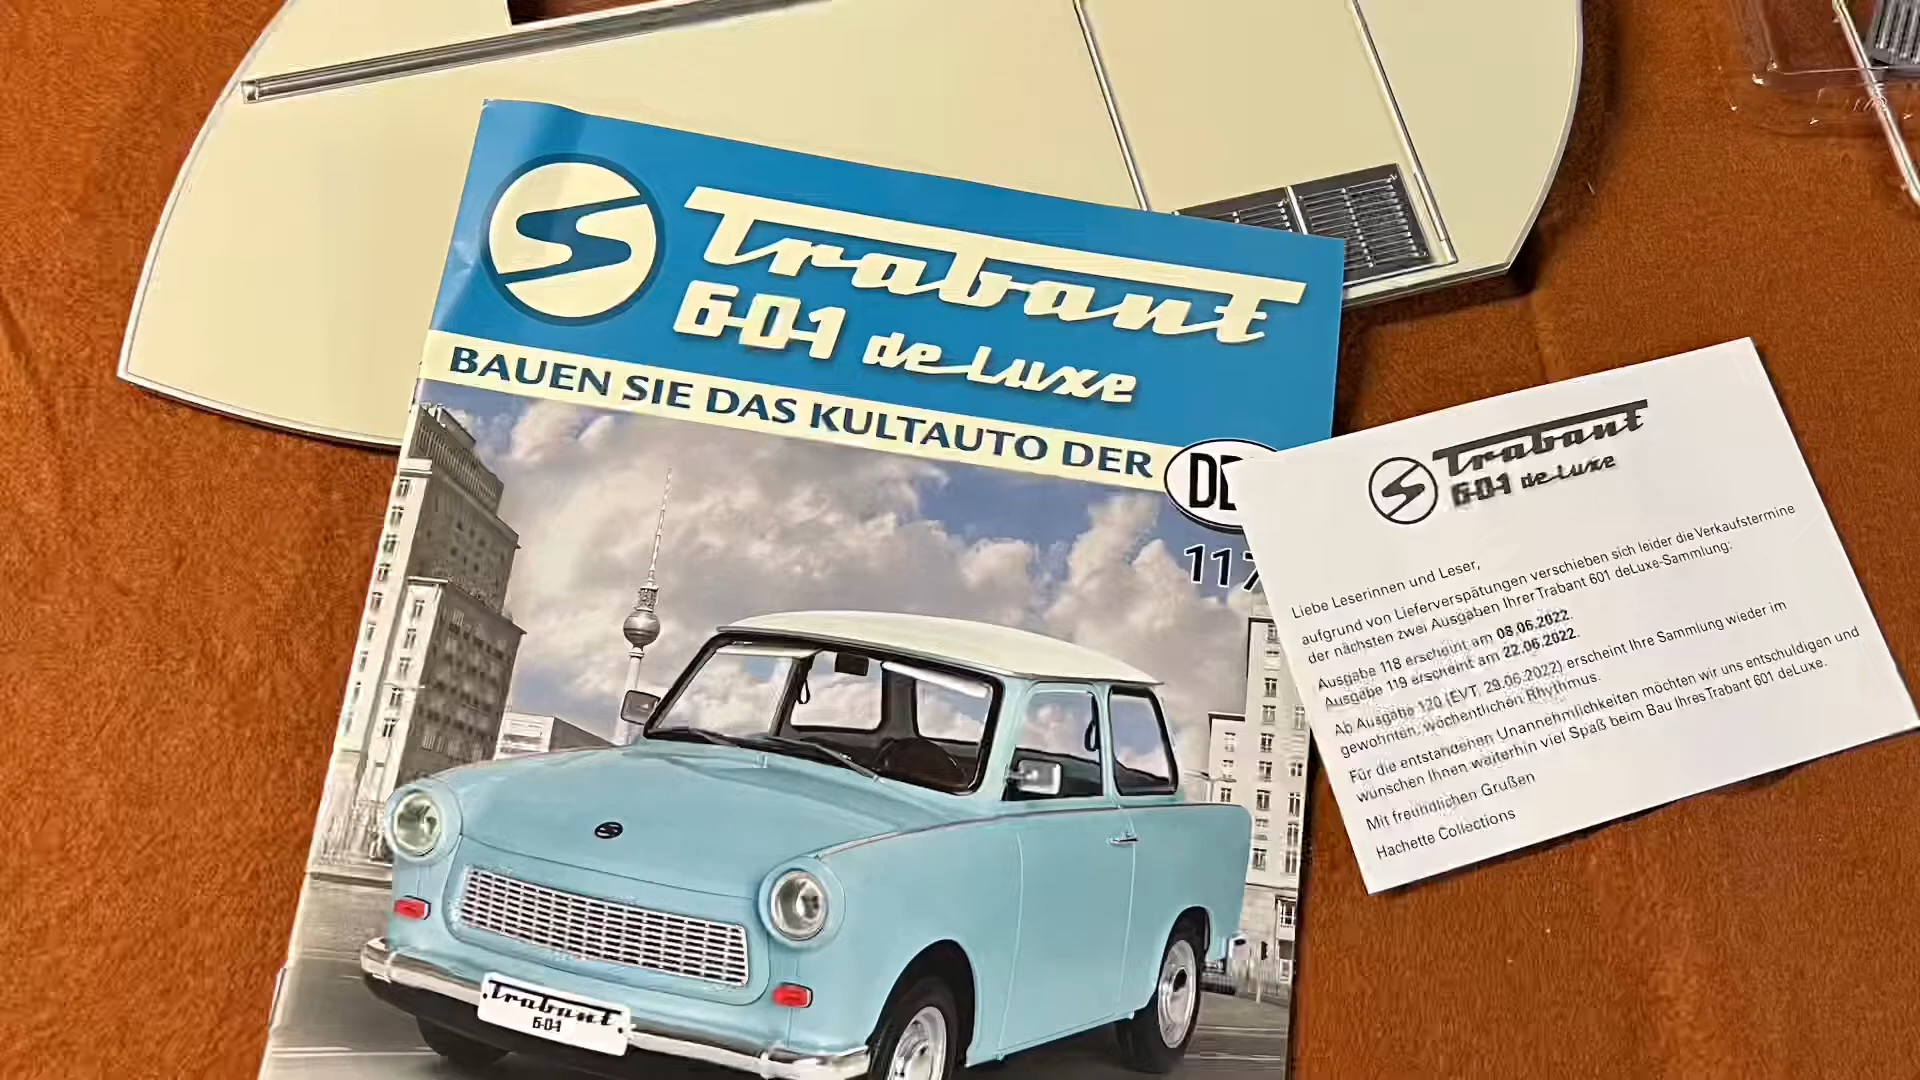 Trabant
601 de Luxe
BAUEN SIE DAS KULTAUTO DER
117
Trabant
601
Trabant
601 de Luxe
Liebe Leserinnen und Leser,
aufgrund von Lieferverspätungen verschieben sich leider die Verkaufstermine
der nächsten zwei Ausgaben Ihrer Trabant 601 deLuxe-Sammlung:
Ausgabe 118 erscheint am 08.06.2022.
Ausgabe 119 erscheint am 22.06.2022.
Ab Ausgabe 120 (EVT, 29.06.2022) erscheint Ihre Sammlung wieder im
gewohnten, wöchentlichen Rhythmus.
Für die entstandenen Unannehmlichkeiten möchten wir uns entschuldigen und
wünschen Ihnen weiterhin viel Spaß beim Bau Ihres Trabant 601 deLuxe.
Mit freundlichen Grüßen
Hachette Collections